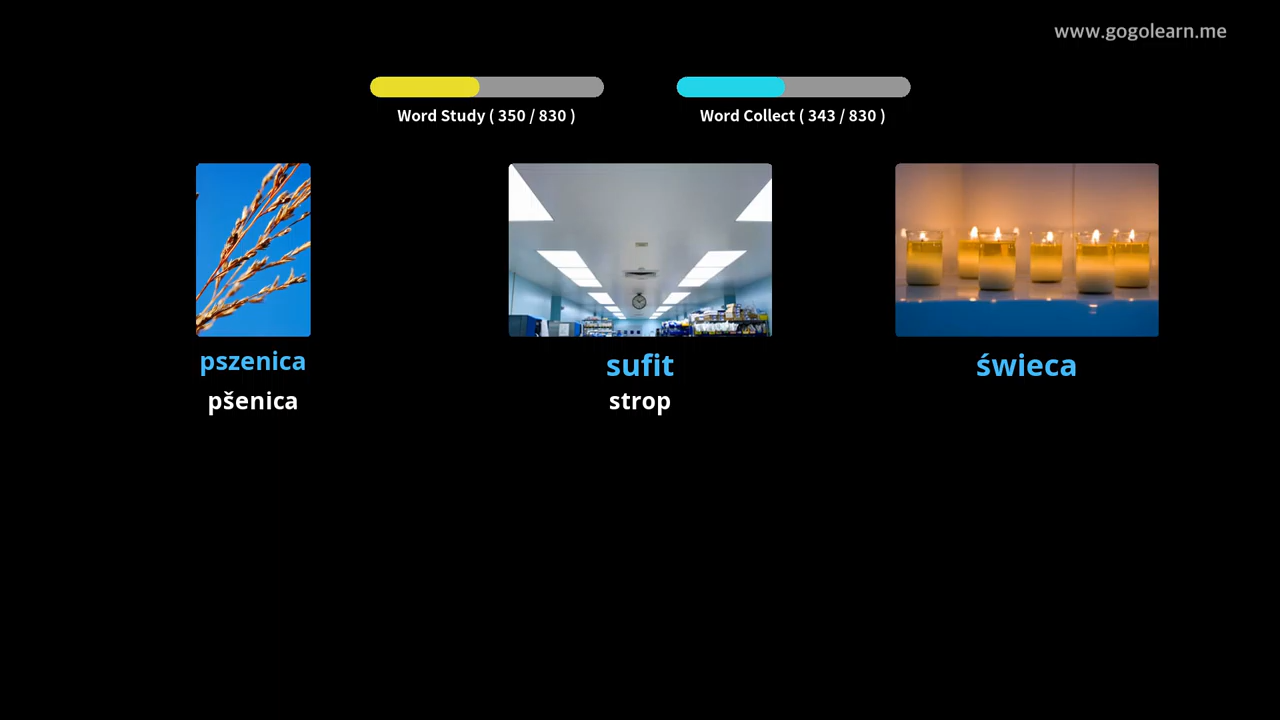 www.gogolearn.me
Word Study ( 350 / 830 )
Word Collect ( 343 / 830 )
pszenica
pšenica
sufit
strop
świeca